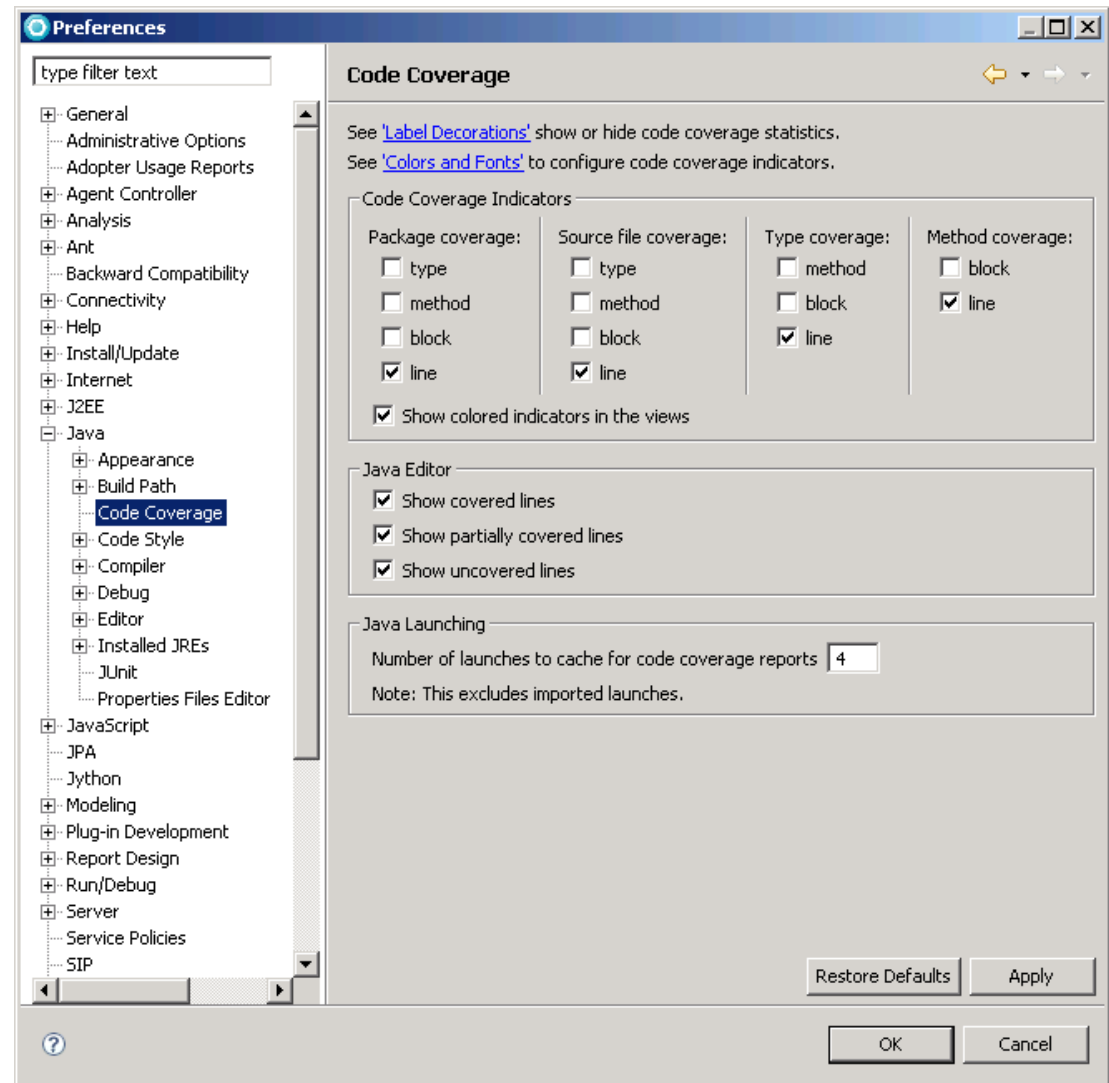 Preferences
type filter text
General
Administrative Options
Adopter Usage Reports
Agent Controller
Analysis
Ant
Backward Compatibility
Connectivity
Help
Install/Update
Internet
J2EE
Java
Appearance
Build Path
Code Coverage
Code Style
Compiler
Debug
Editor
Installed JREs
JUnit
Properties Files Editor
JavaScript
JPA
Jython
Modeling
Plug-in Development
Report Design
Run/Debug
Server
Service Policies
SIP
Code Coverage
See 'Label Decorations' show or hide code coverage statistics.
See 'Colors and Fonts' to configure code coverage indicators.
Code Coverage Indicators
Package coverage:
type
method
block
line
Source file coverage:
type
method
block
line
Type coverage:
method
block
line
Method coverage:
block
line
Show colored indicators in the views
Java Editor
Show covered lines
Show partially covered lines
Show uncovered lines
Java Launching
Number of launches to cache for code coverage reports 4
Note: This excludes imported launches.
Restore Defaults
Apply
OK
Cancel